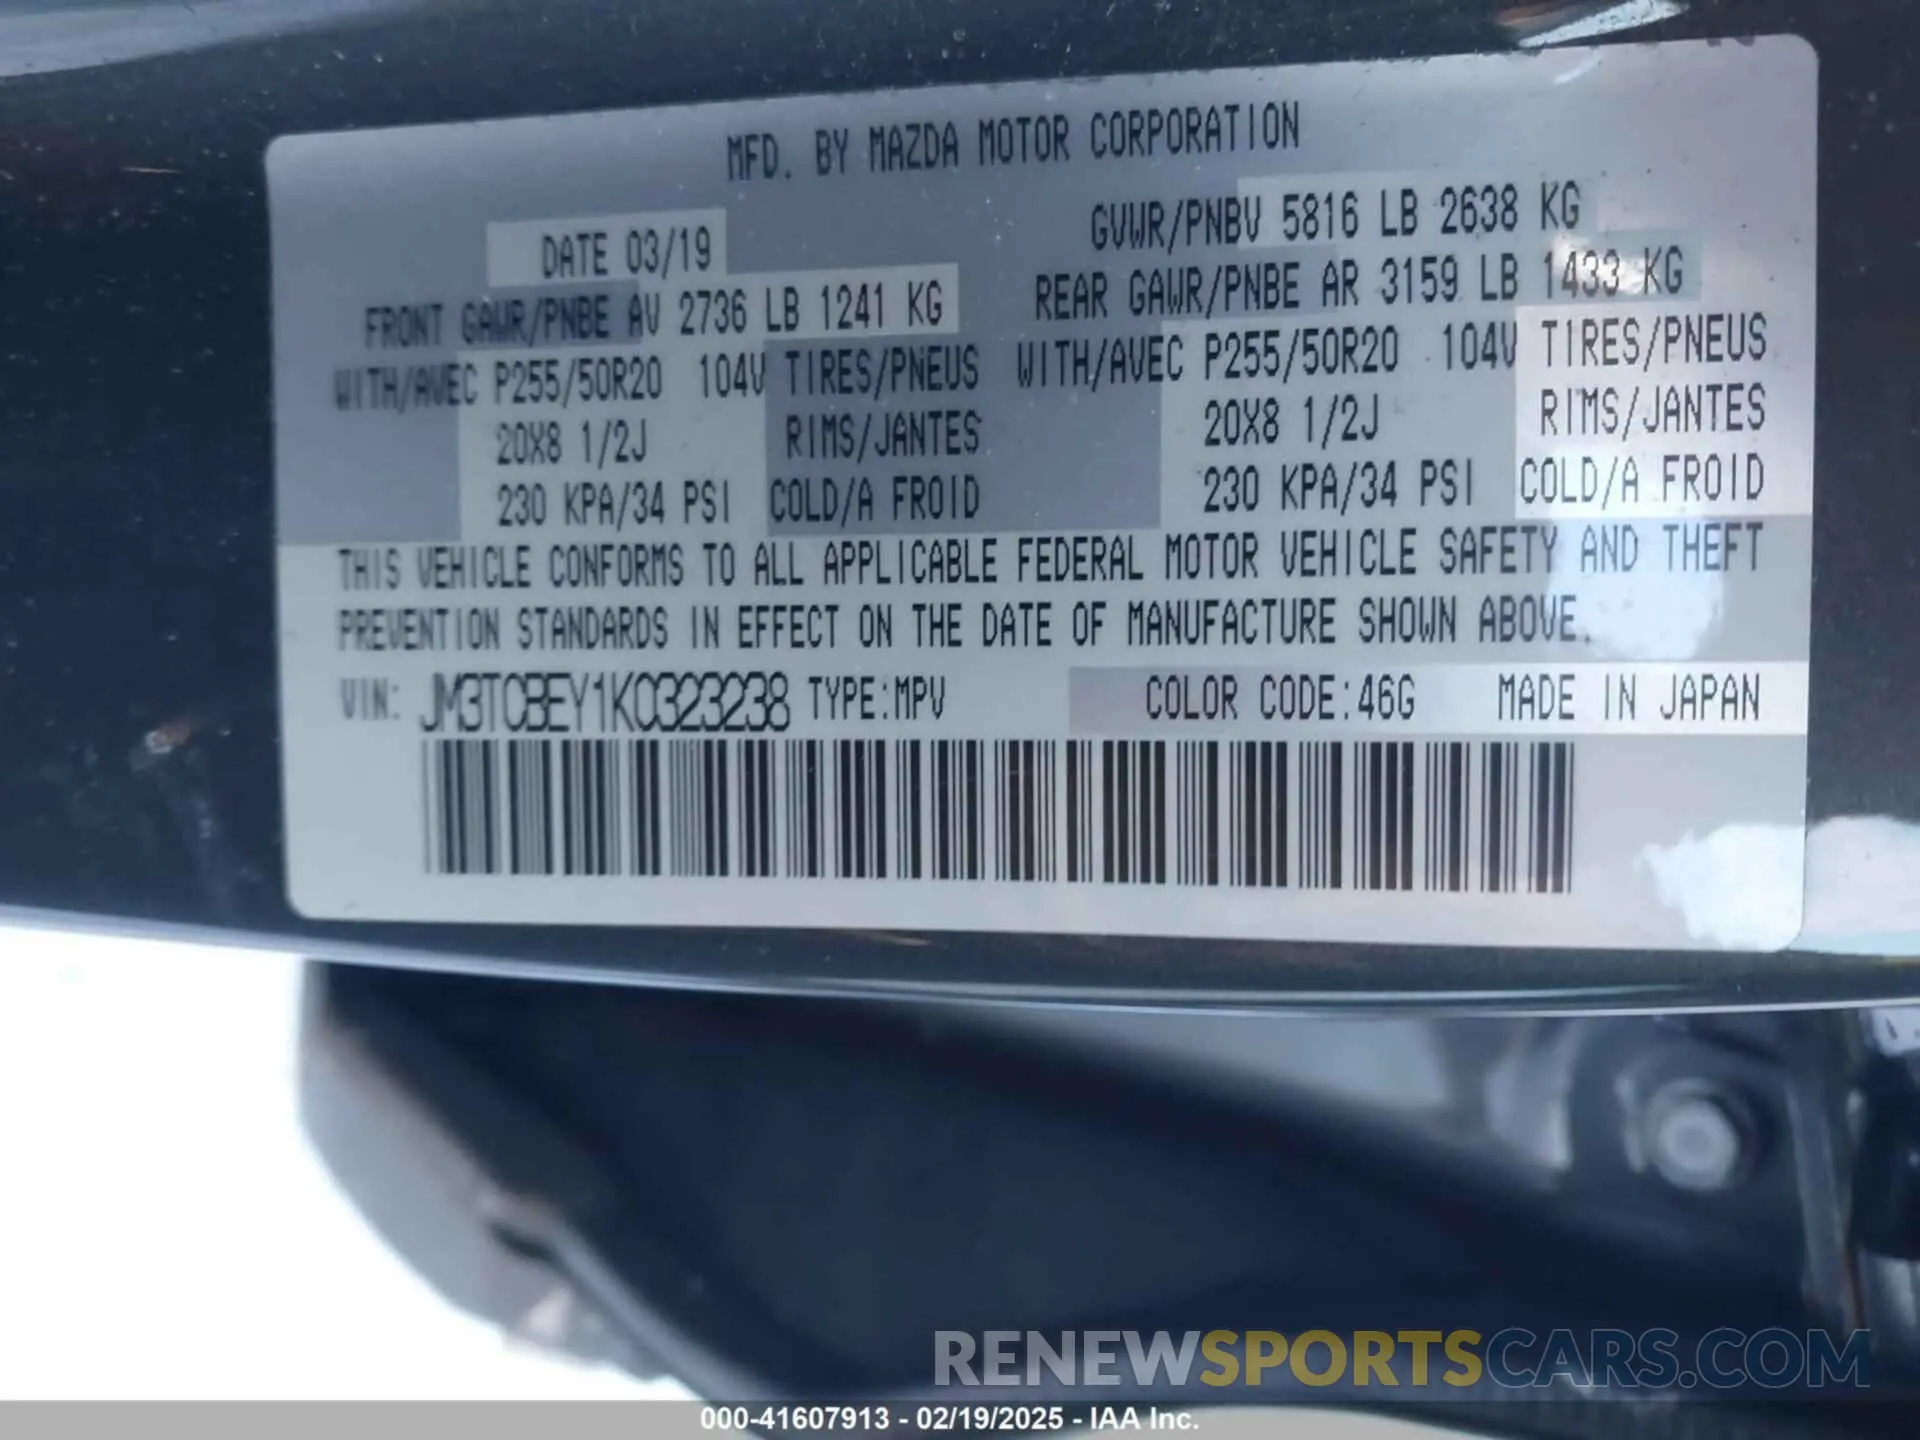 MFD. BY MAZDA MOTOR CORPORATION
DATE 03/19
GVWR/PNBV 5816 LB 2638 KG
FRONT GAWR/PNBE AV 2736 LB 1241 KG
REAR GAWR/PNBE AR 3159 LB 1433 KG
WITH/AVEC P255/50R20 104V TIRES/PNEUS WITH/AVEC P255/50R20 104V TIRES/PNEUS
20X8 1/2J RIMS/JANTES 20X8 1/2J RIMS/JANTES
230 KPA/34 PSI COLD/A FROID 230 KPA/34 PSI COLD/A FROID
THIS VEHICLE CONFORMS TO ALL APPLICABLE FEDERAL MOTOR VEHICLE SAFETY AND THEFT
PREVENTION STANDARDS IN EFFECT ON THE DATE OF MANUFACTURE SHOWN ABOVE.
VIN: JM3TCBEY1K0323238 TYPE:MPV COLOR CODE:46G MADE IN JAPAN
RENEWSPORTSCARS.COM
000-41607913 - 02/19/2025 - IAA Inc.